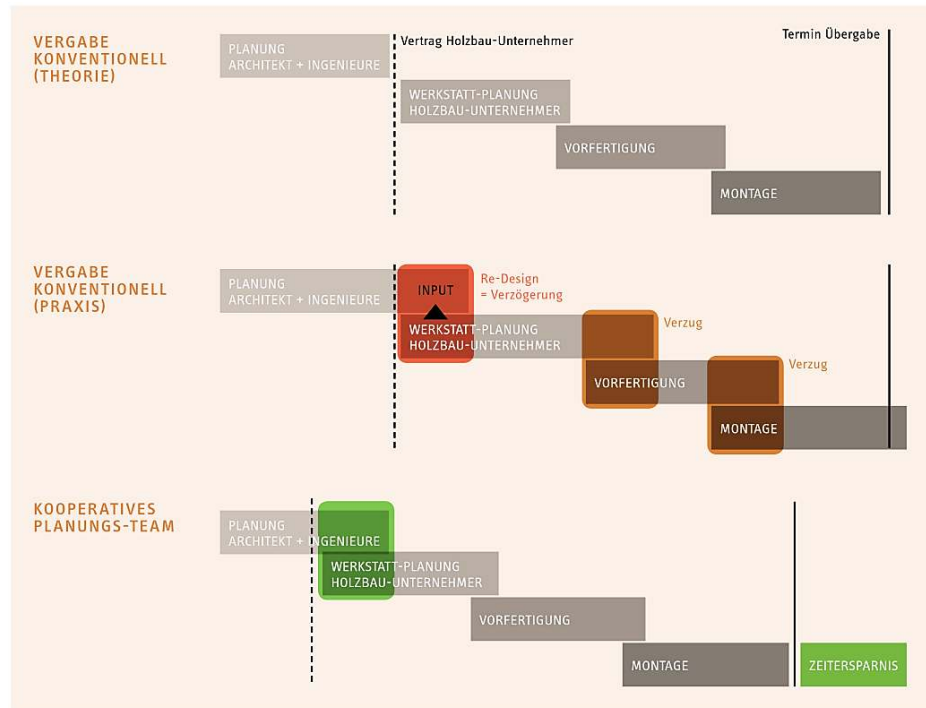 VERGABE
KONVENTIONELL
(THEORIE)
PLANUNG
ARCHITEKT + INGENIEURE
Vertrag Holzbau-Unternehmer
Termin Übergabe
WERKSTATT-PLANUNG
HOLZBAU-UNTERNEHMER
VORFERTIGUNG
MONTAGE
VERGABE
KONVENTIONELL
(PRAXIS)
PLANUNG
ARCHITEKT + INGENIEURE
INPUT
Re-Design
= Verzögerung
WERKSTATT-PLANUNG
HOLZBAU-UNTERNEHMER
Verzug
VORFERTIGUNG
Verzug
MONTAGE
KOOPERATIVES
PLANUNGS-TEAM
PLANUNG
ARCHITEKT + INGENIEURE
WERKSTATT-PLANUNG
HOLZBAU-UNTERNEHMER
VORFERTIGUNG
MONTAGE
ZEITERSPARNIS